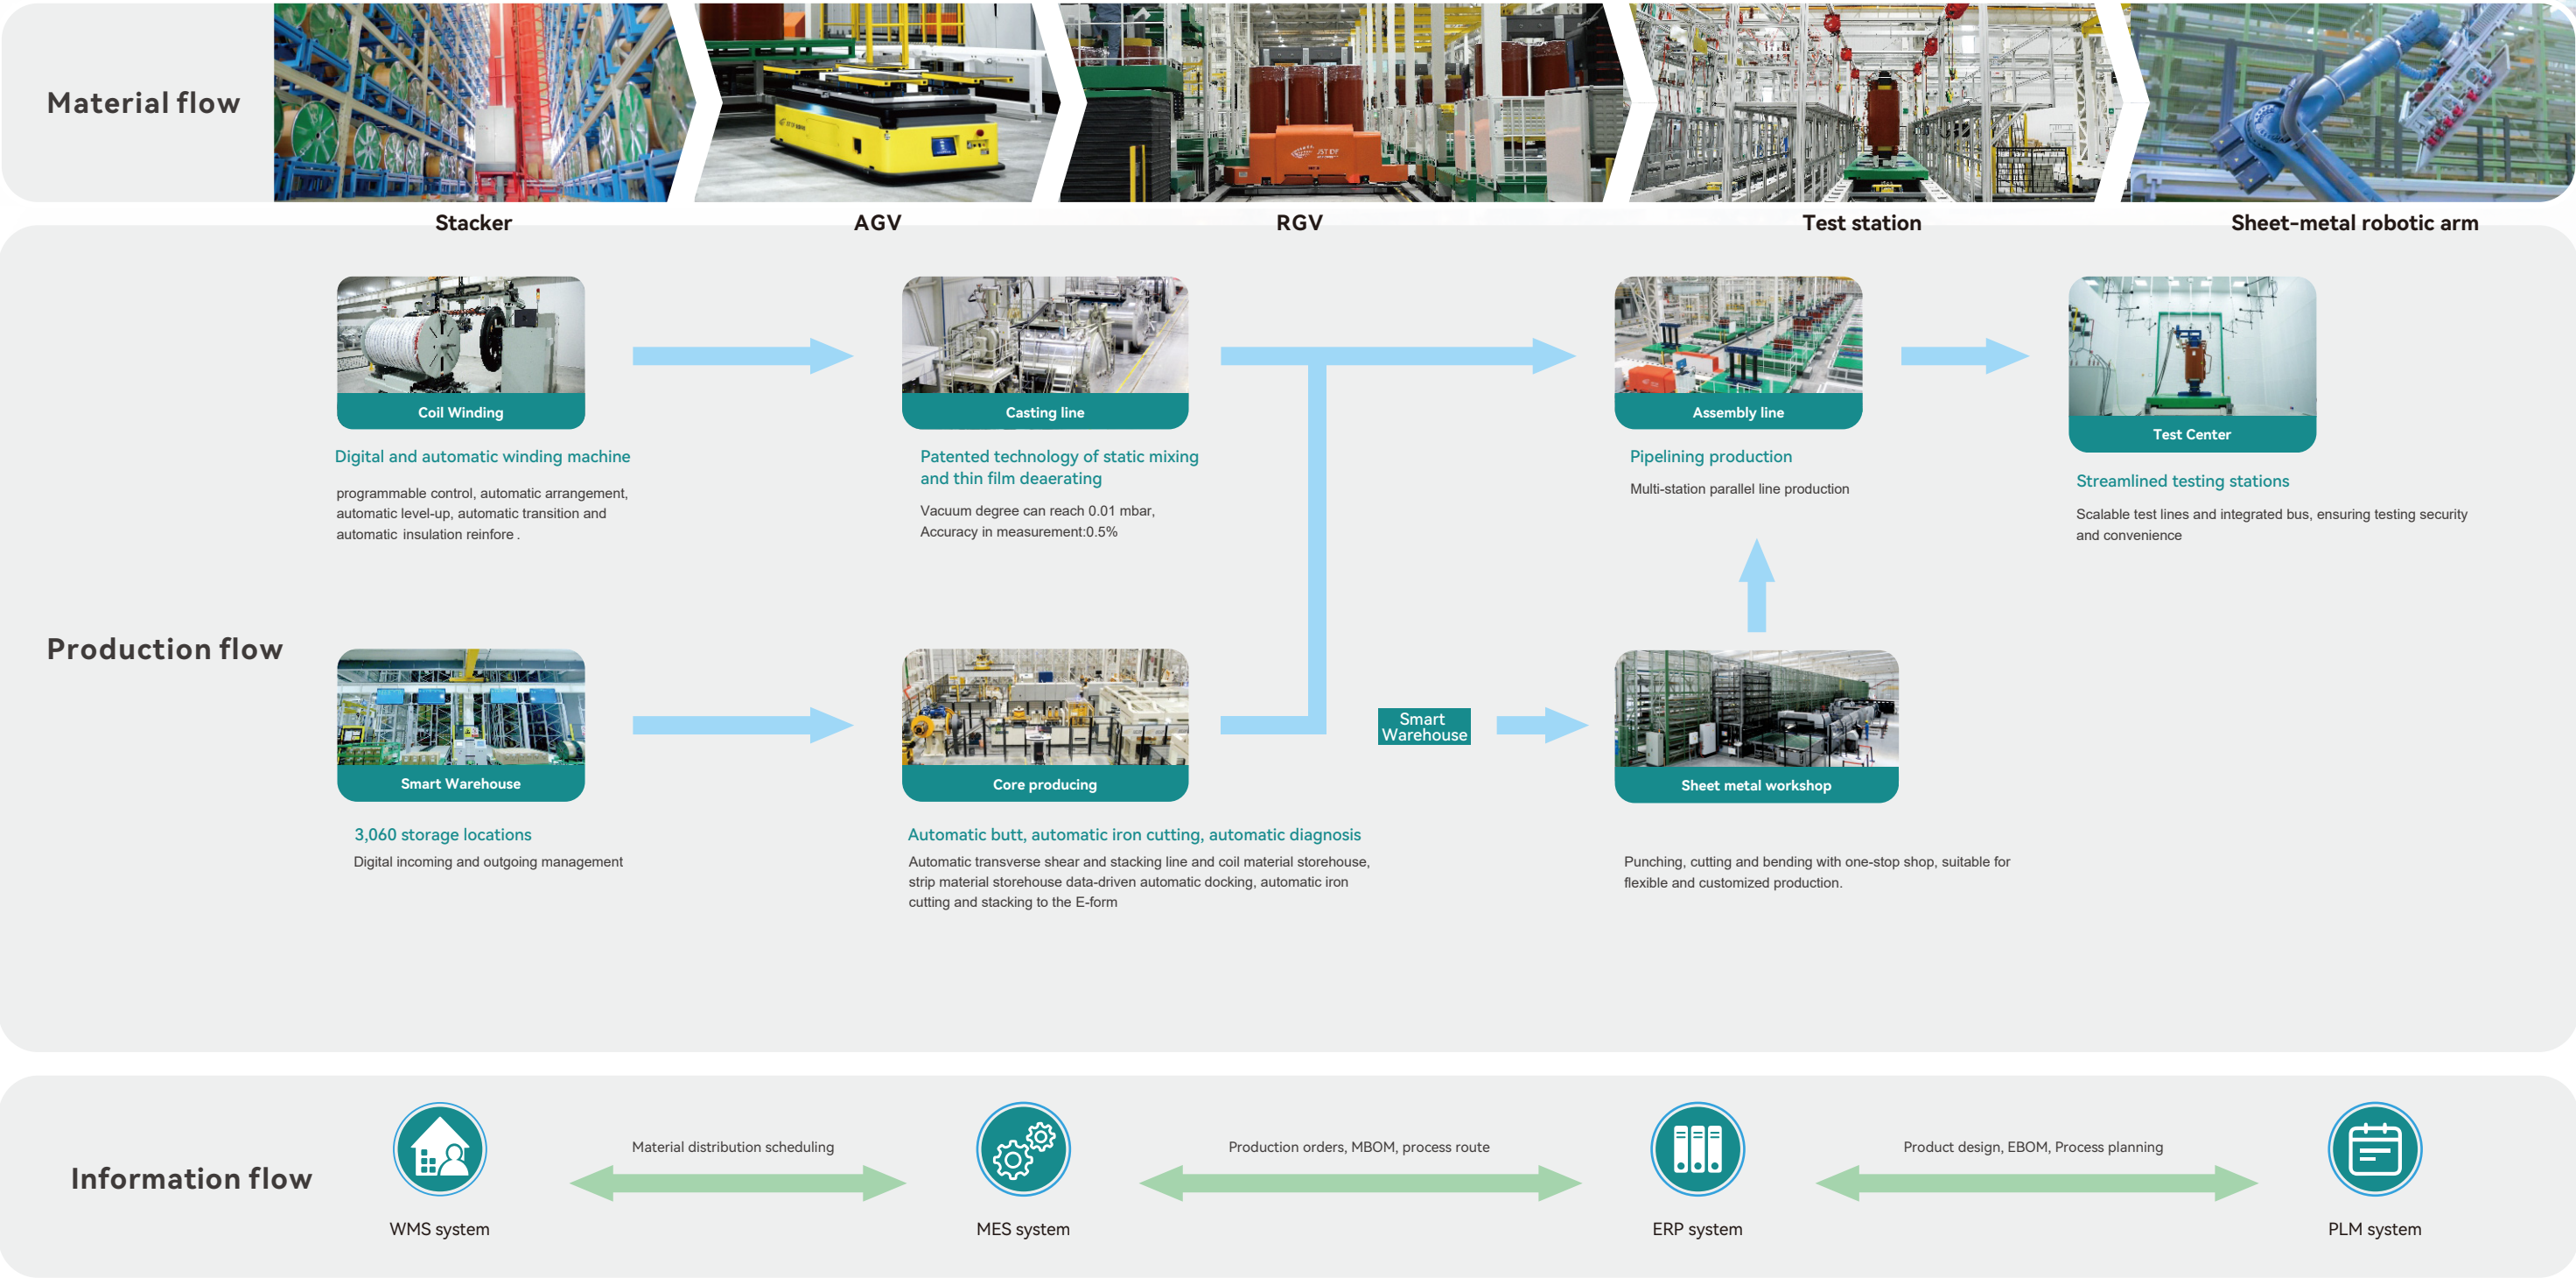 Material flow
JST DF
Stacker
AGV
RGV
Test station
Sheet-metal robotic arm
Coil Winding
Digital and automatic winding machine
programmable control, automatic arrangement,
automatic level-up, automatic transition and
automatic insulation reinfore .
Casting line
Patented technology of static mixing
and thin film deaerating
Vacuum degree can reach 0.01 mbar,
Accuracy in measurement:0.5%
Assembly line
Pipelining production
Multi-station parallel line production
Test Center
Streamlined testing stations
Scalable test lines and integrated bus, ensuring testing security
and convenience
Production flow
Smart Warehouse
3,060 storage locations
Digital incoming and outgoing management
Core producing
Automatic butt, automatic iron cutting, automatic diagnosis
Automatic transverse shear and stacking line and coil material storehouse,
strip material storehouse data-driven automatic docking, automatic iron
cutting and stacking to the E-form
Smart
Warehouse
Sheet metal workshop
Punching, cutting and bending with one-stop shop, suitable for
flexible and customized production.
Information flow
WMS system
Material distribution scheduling
MES system
Production orders, MBOM, process route
ERP system
Product design, EBOM, Process planning
PLM system